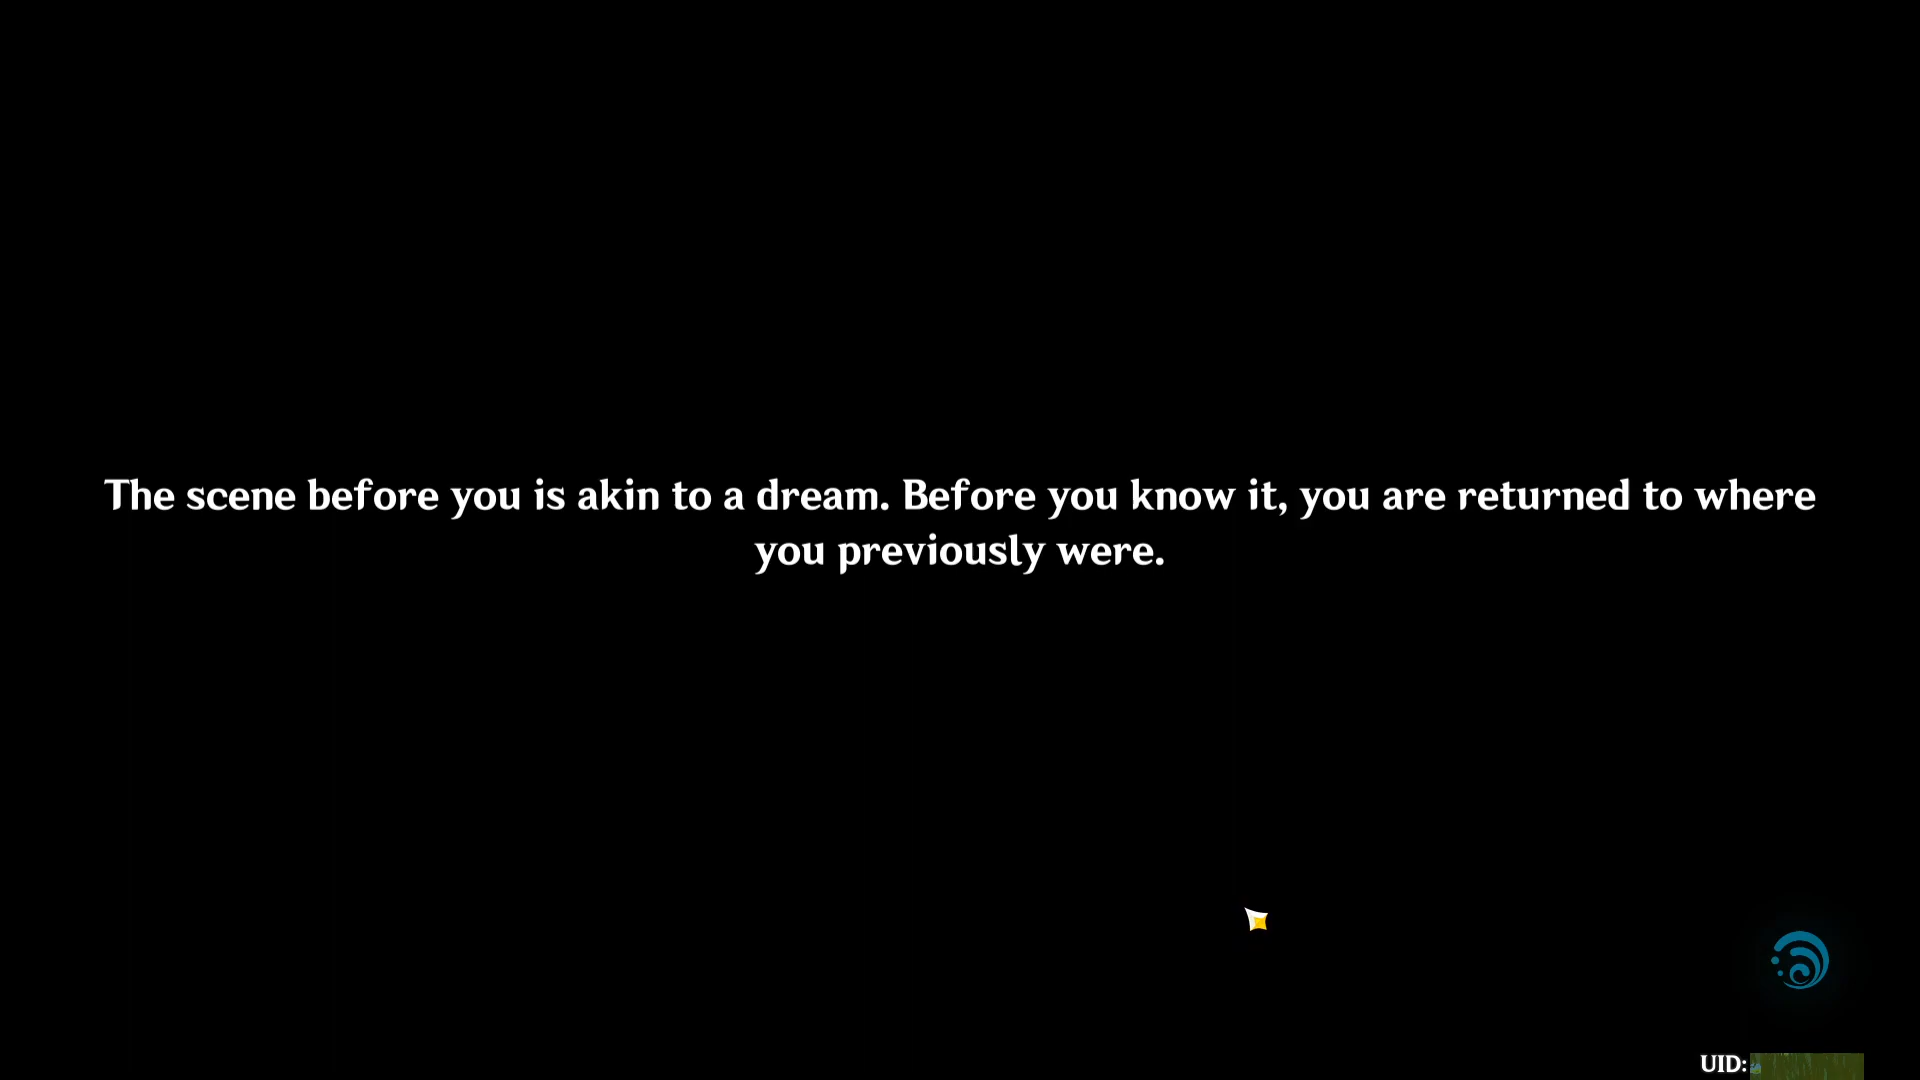 The scene before you is akin to a dream. Before you know it, you are returned to where
you previously were.
UID: